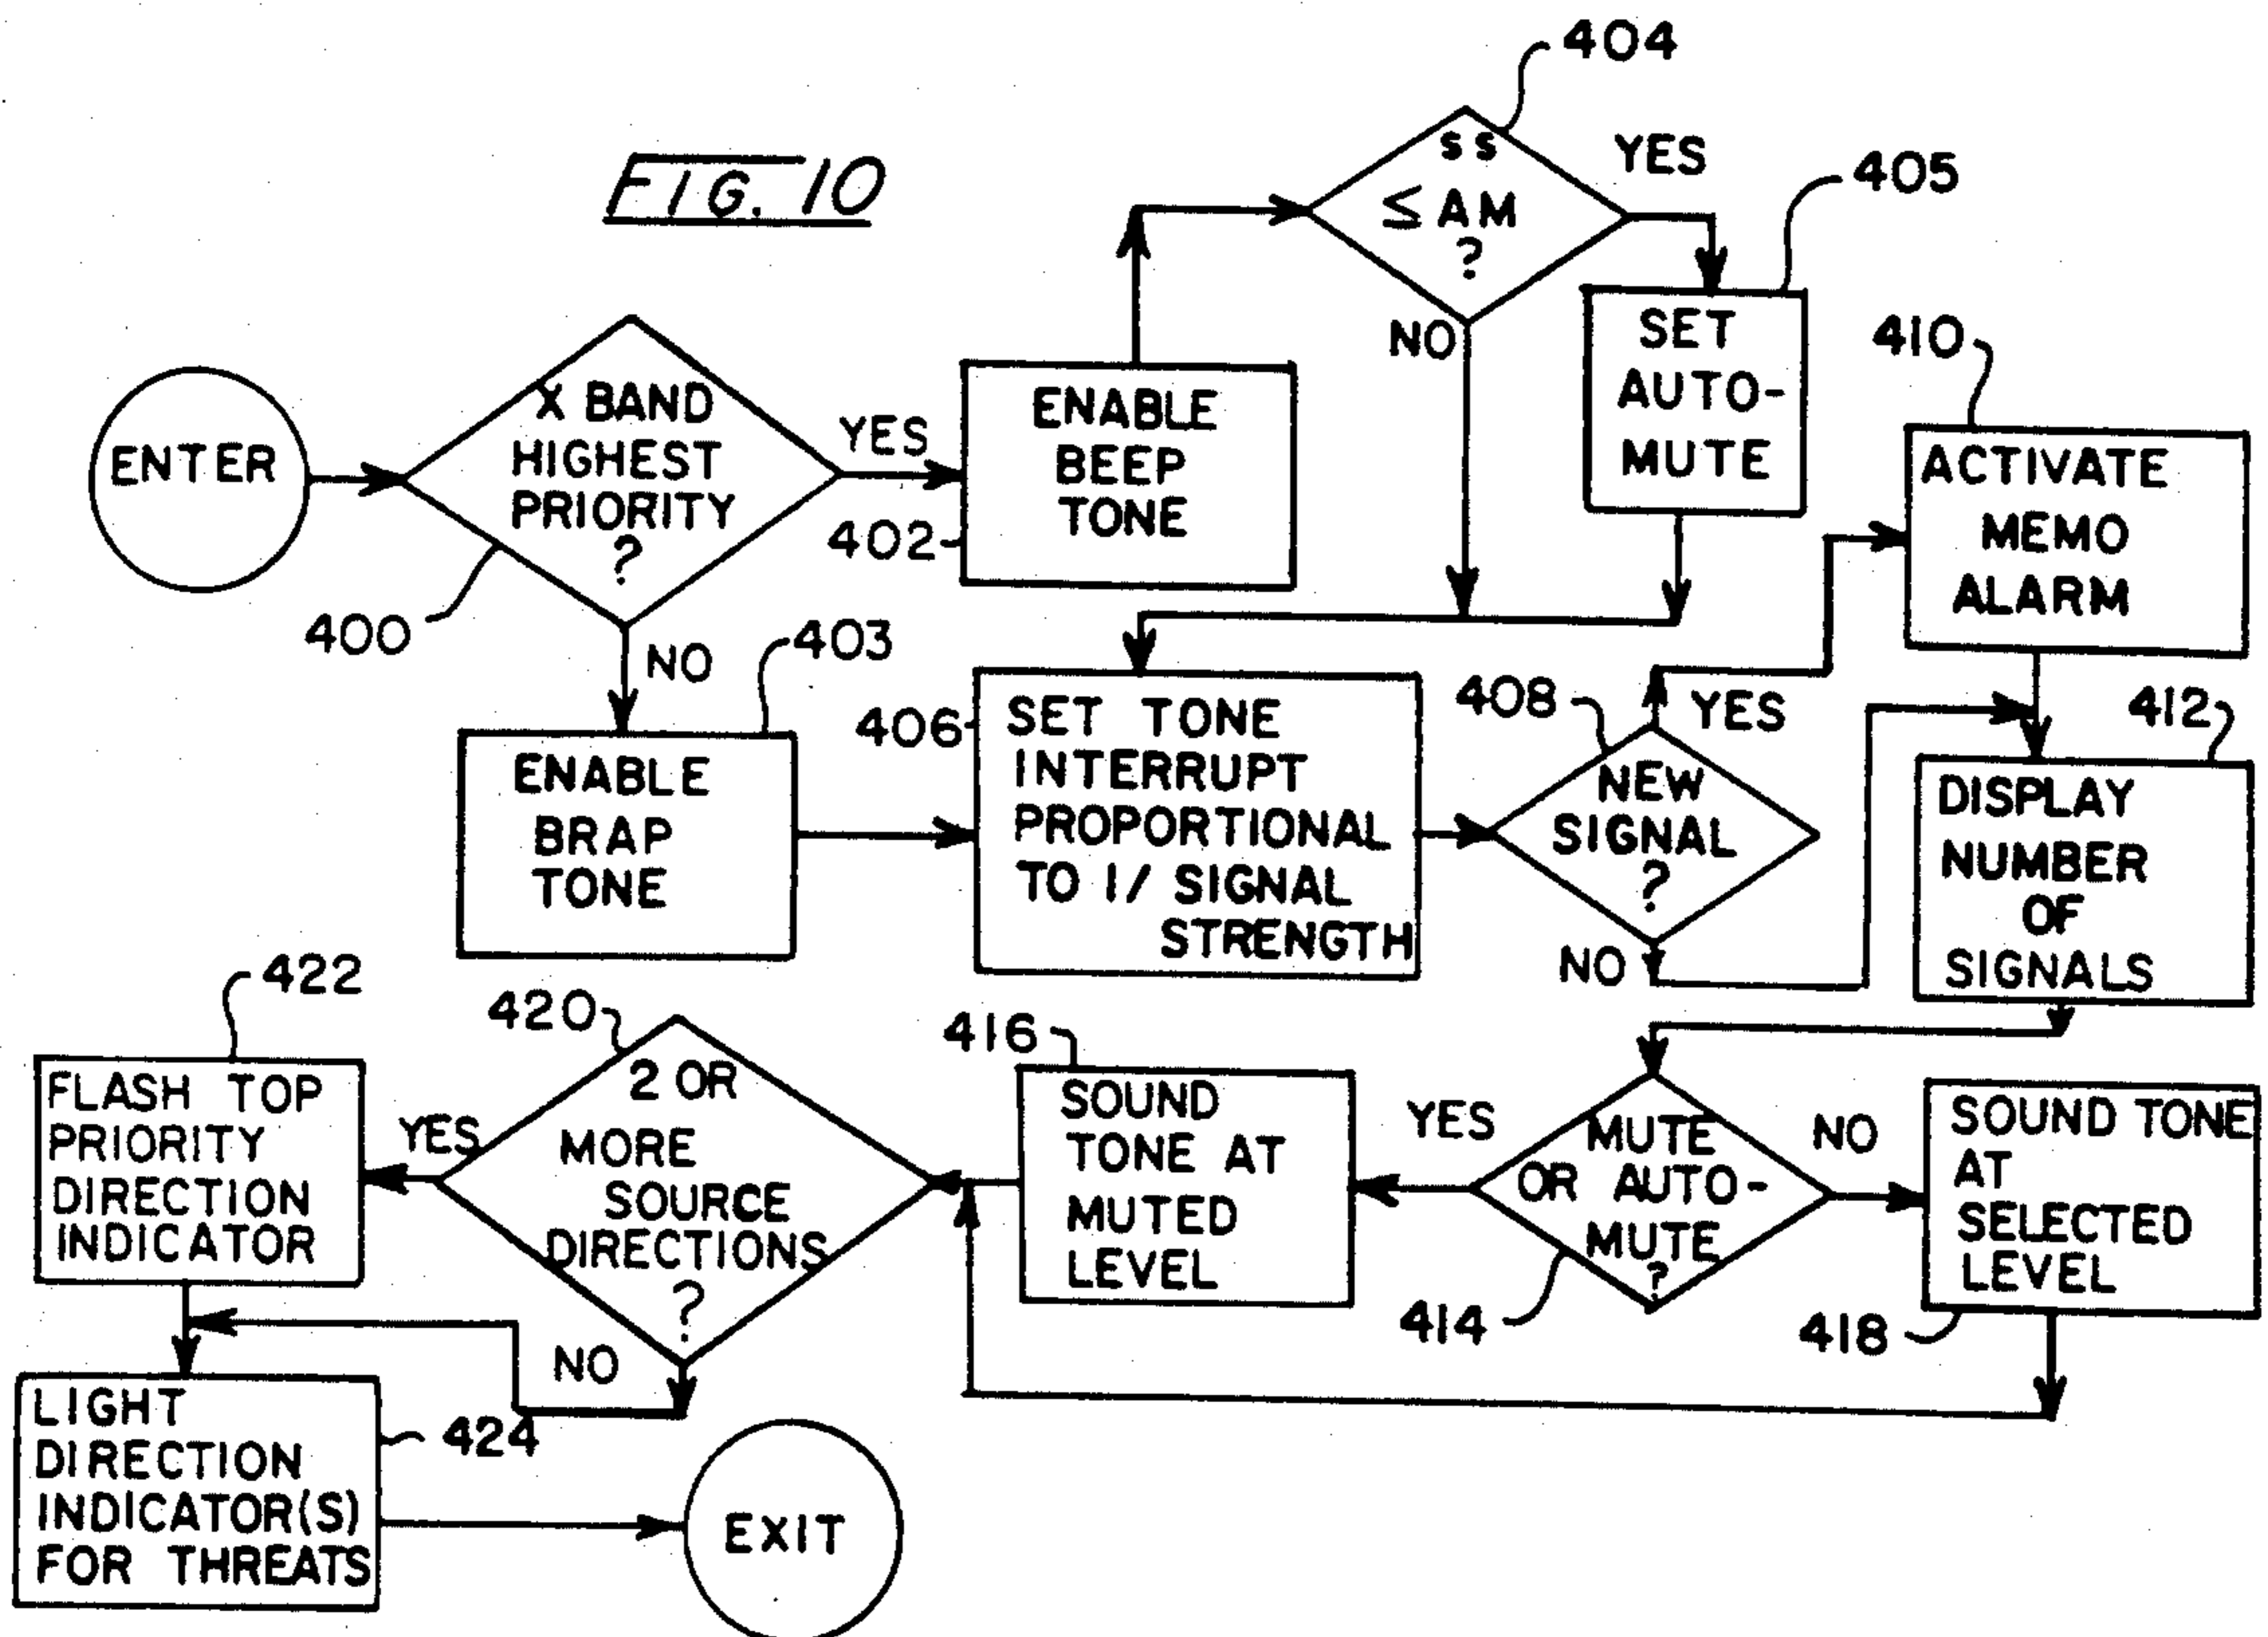 FIG. 10
404
SS
≤ AM
?
YES
NO
405
SET
AUTO-
MUTE
ENTER
X BAND
HIGHEST
PRIORITY
?
400
YES
NO
402
ENABLE
BEEP
TONE
403
ENABLE
BRAP
TONE
406
SET TONE
INTERRUPT
PROPORTIONAL
TO 1/ SIGNAL
STRENGTH
408
NEW
SIGNAL
?
YES
NO
410
ACTIVATE
MEMO
ALARM
412
DISPLAY
NUMBER
OF
SIGNALS
MUTE
OR AUTO-
MUTE
?
414
YES
NO
416
SOUND
TONE AT
MUTED
LEVEL
SOUND TONE
AT
SELECTED
LEVEL
418
420
2 OR
MORE
SOURCE
DIRECTIONS
?
YES
NO
422
FLASH TOP
PRIORITY
DIRECTION
INDICATOR
LIGHT
DIRECTION
INDICATOR(S)
FOR THREATS
424
EXIT